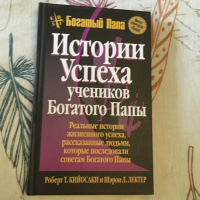 Богатый Папа
Истории
Успеха
учеников
Богатого Папы
Реальные истории
жизненного успеха,
рассказанные людьми,
которые последовали
советам Богатого Папы
Роберт Т. Кийосаки и Шэрон Л. Лектер